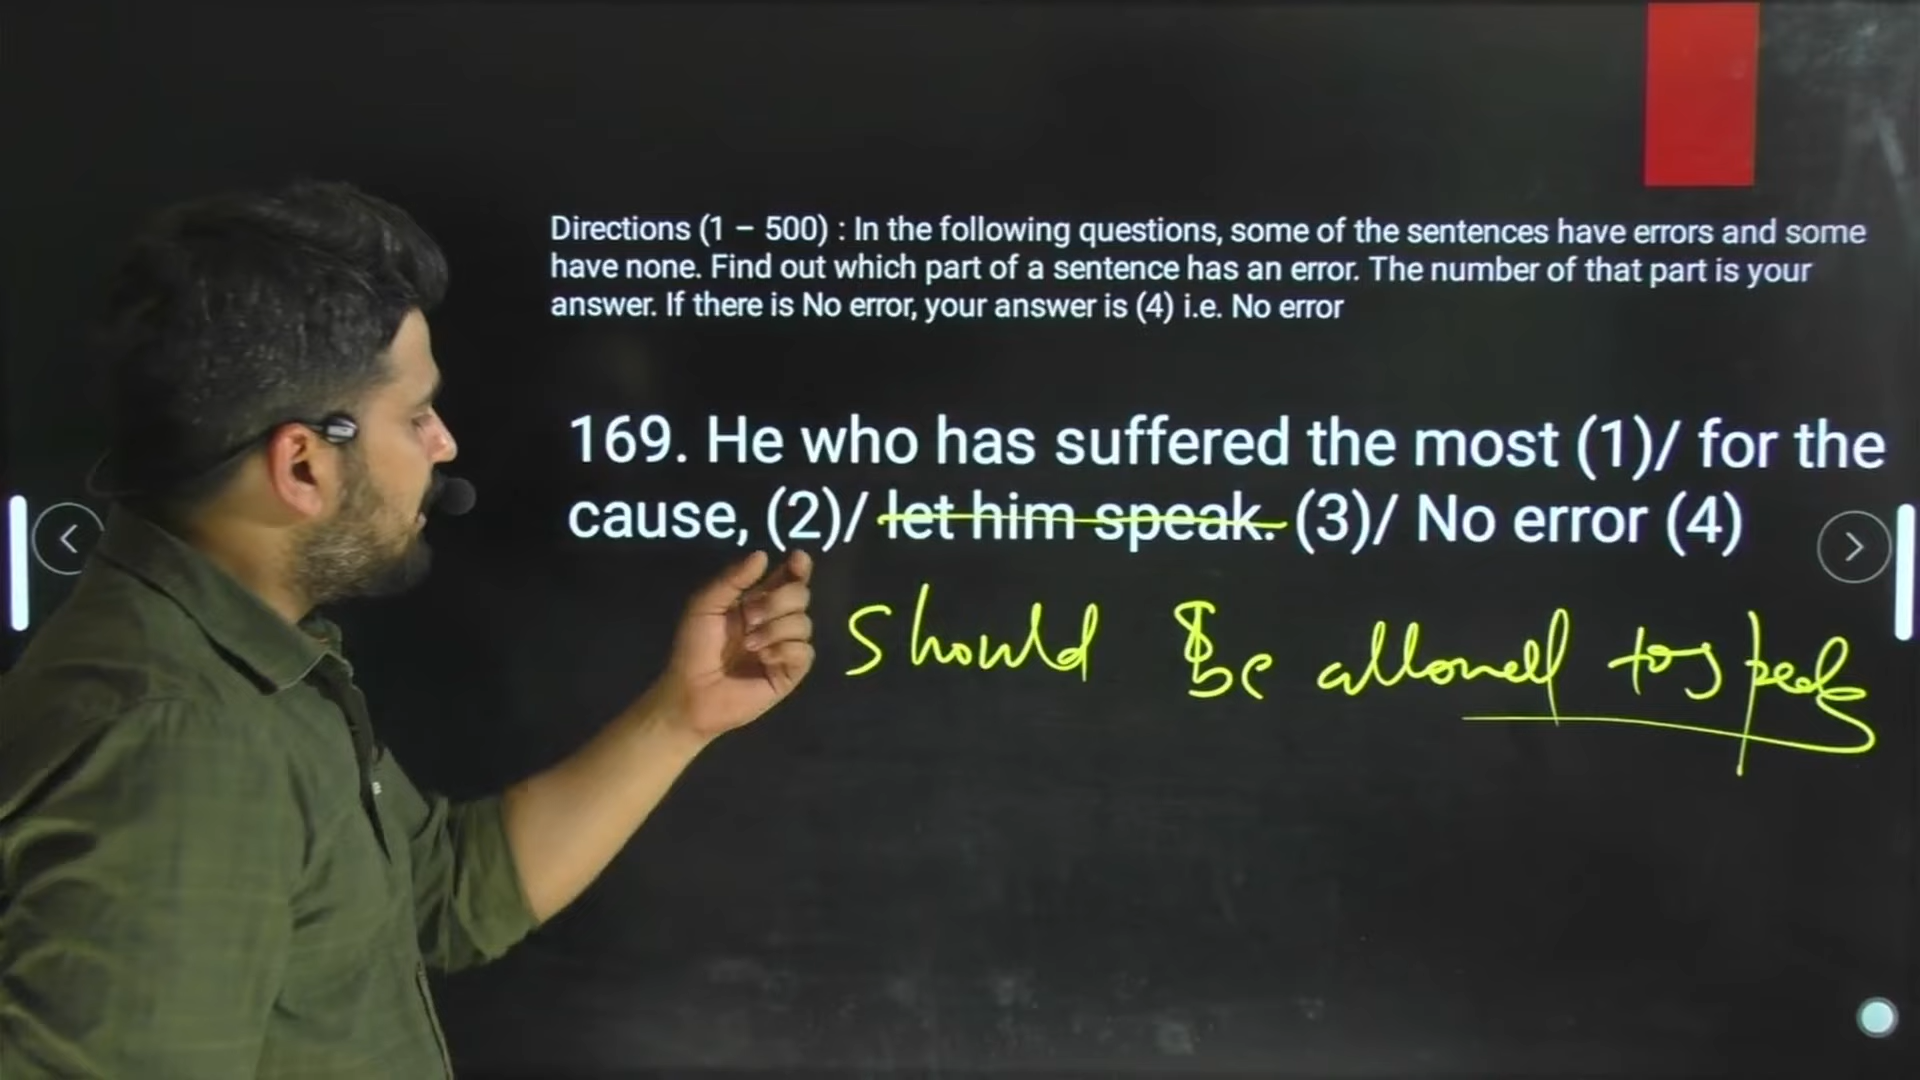 Directions (1 – 500) : In the following questions, some of the sentences have errors and some
have none. Find out which part of a sentence has an error. The number of that part is your
answer. If there is No error, your answer is (4) i.e. No error
169. He who has suffered the most (1)/ for the
cause, (2)/ let him speak. (3)/ No error (4)
should be allowed to speak